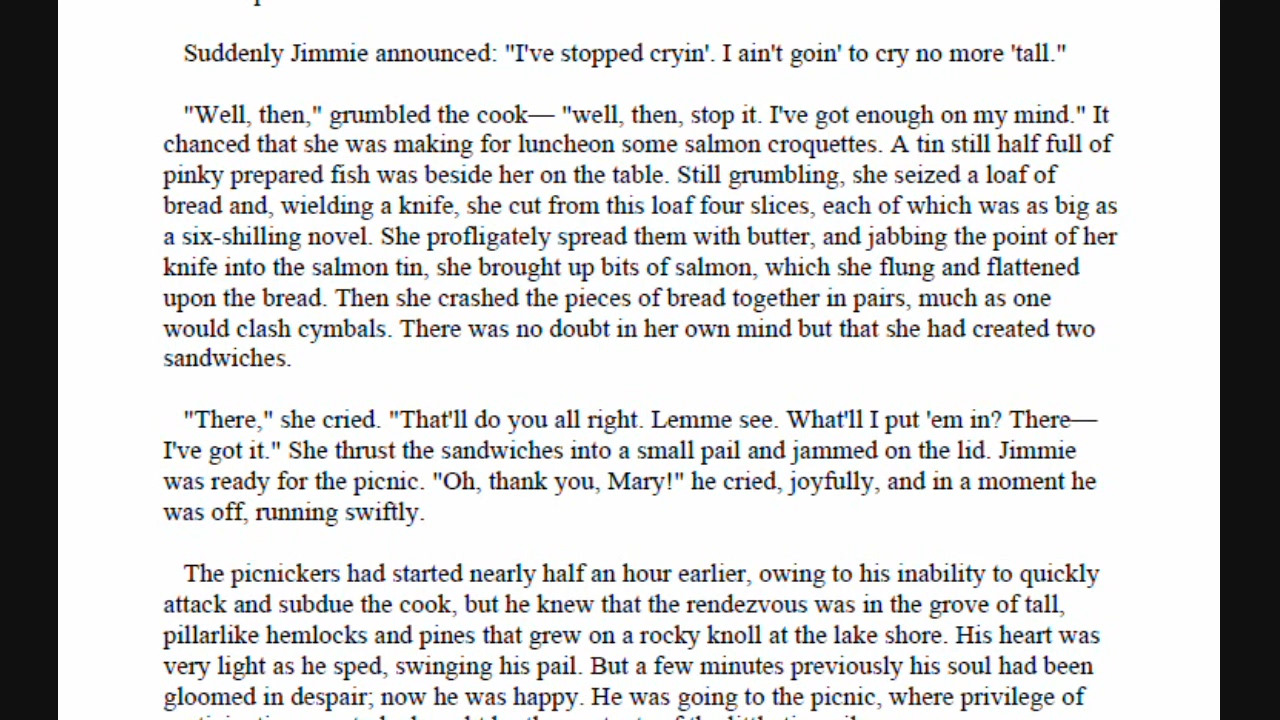 Suddenly Jimmie announced: "I've stopped cryin'. I ain't goin' to cry no more 'tall."
"Well, then," grumbled the cook— "well, then, stop it. I've got enough on my mind." It
chanced that she was making for luncheon some salmon croquettes. A tin still half full of
pinky prepared fish was beside her on the table. Still grumbling, she seized a loaf of
bread and, wielding a knife, she cut from this loaf four slices, each of which was as big as
a six-shilling novel. She profligately spread them with butter, and jabbing the point of her
knife into the salmon tin, she brought up bits of salmon, which she flung and flattened
upon the bread. Then she crashed the pieces of bread together in pairs, much as one
would clash cymbals. There was no doubt in her own mind but that she had created two
sandwiches.
"There," she cried. "That'll do you all right. Lemme see. What'll I put 'em in? There—
I've got it." She thrust the sandwiches into a small pail and jammed on the lid. Jimmie
was ready for the picnic. "Oh, thank you, Mary!" he cried, joyfully, and in a moment he
was off, running swiftly.
The picnickers had started nearly half an hour earlier, owing to his inability to quickly
attack and subdue the cook, but he knew that the rendezvous was in the grove of tall,
pillarlike hemlocks and pines that grew on a rocky knoll at the lake shore. His heart was
very light as he sped, swinging his pail. But a few minutes previously his soul had been
gloomed in despair; now he was happy. He was going to the picnic, where privilege of